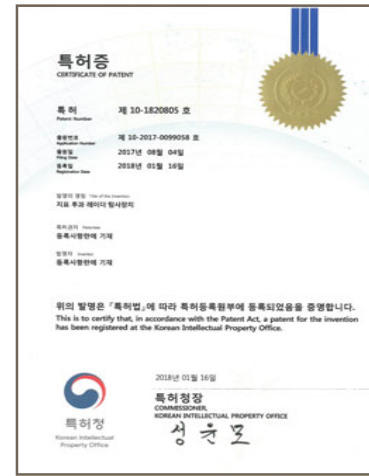 특허증
CERTIFICATE OF PATENT
특 허 제 10-1820805 호
Patent Number
출원번호 제 10-2017-0099058 호
Application Number
출원일 2017년 08월 04일
Filing Date
등록일 2018년 01월 16일
Registration Date
발명의 명칭 Title of the Invention
지표 투과 레이더 탐사장치
특허권자 Patentee
등록사항란에 기재
발명자 Inventor
등록사항란에 기재
위의 발명은 「특허법」에 따라 특허등록원부에 등록되었음을 증명합니다.
This is to certify that, in accordance with the Patent Act, a patent for the invention
has been registered at the Korean Intellectual Property Office.
2018년 01월 16일
특허청장
COMMISSIONER,
KOREAN INTELLECTUAL PROPERTY OFFICE
성윤모
특허청
Korean Intellectual
Property Office